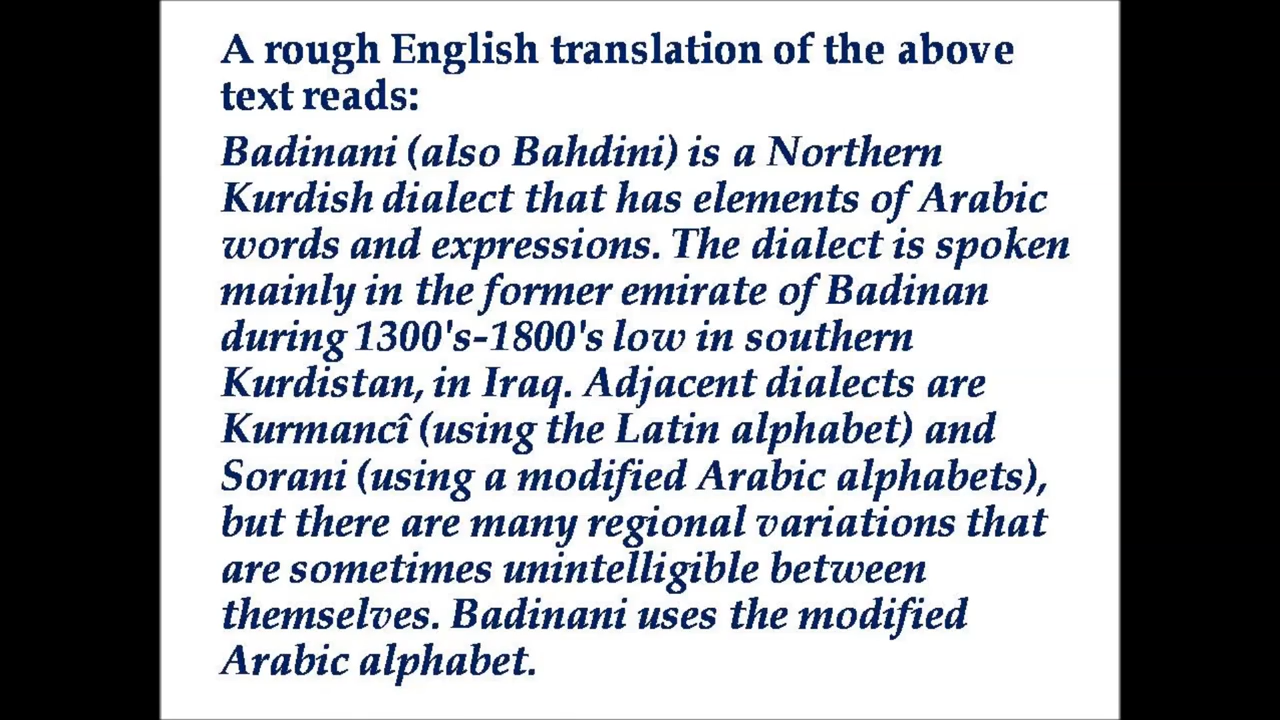 A rough English translation of the above
text reads:
Badinani (also Bahdini) is a Northern
Kurdish dialect that has elements of Arabic
words and expressions. The dialect is spoken
mainly in the former emirate of Badinan
during 1300's-1800's low in southern
Kurdistan, in Iraq. Adjacent dialects are
Kurmancî (using the Latin alphabet) and
Sorani (using a modified Arabic alphabets),
but there are many regional variations that
are sometimes unintelligible between
themselves. Badinani uses the modified
Arabic alphabet.